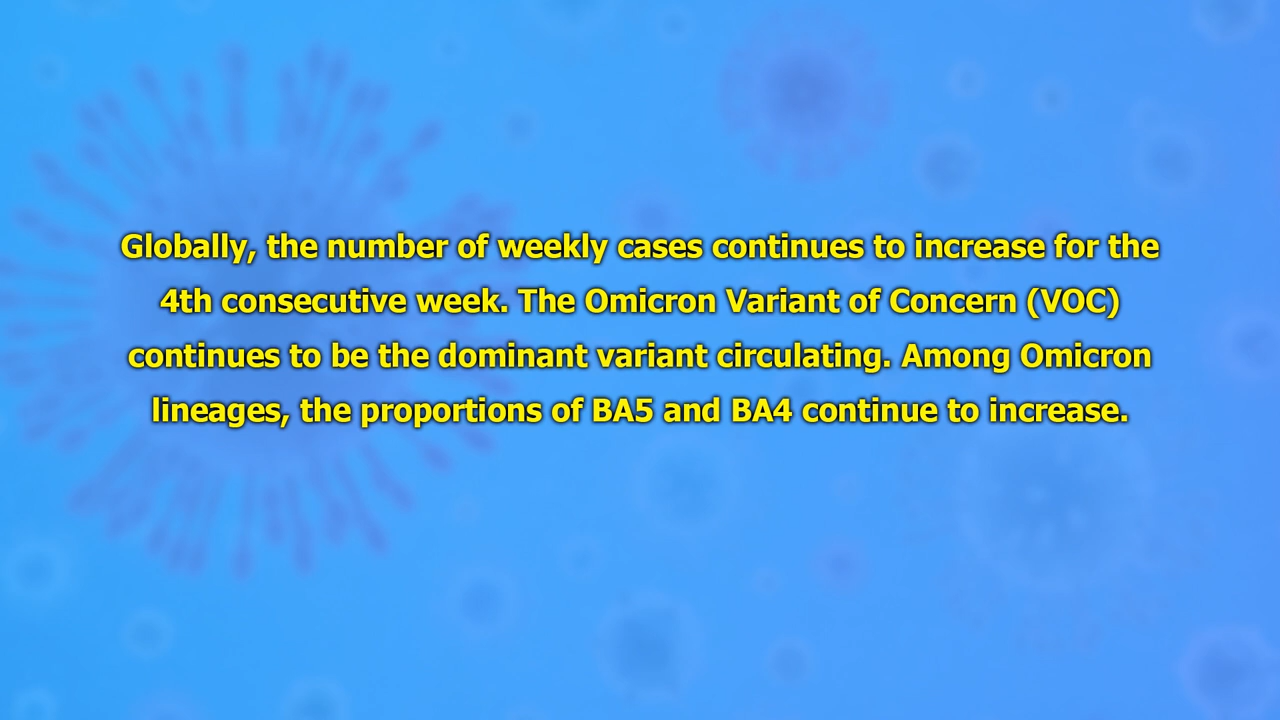 Globally, the number of weekly cases continues to increase for the
4th consecutive week. The Omicron Variant of Concern (VOC)
continues to be the dominant variant circulating. Among Omicron
lineages, the proportions of BA5 and BA4 continue to increase.